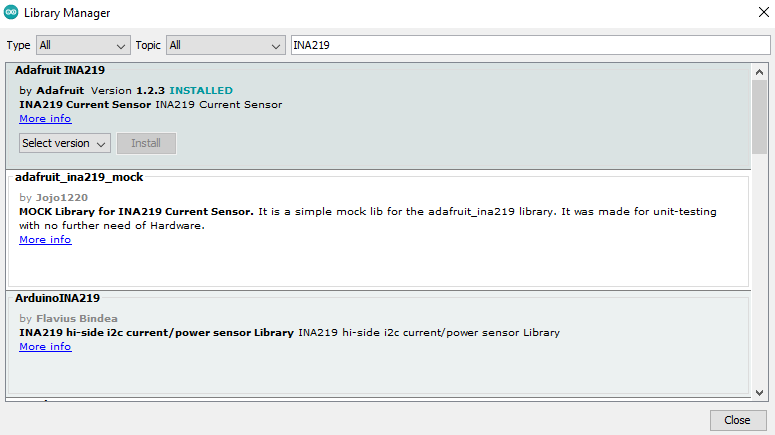 Library Manager
Type All Topic All INA219
Adafruit INA219
by Adafruit Version 1.2.3 INSTALLED
INA219 Current Sensor INA219 Current Sensor
More info
Select version Install
adafruit_ina219_mock
by Jojo1220
MOCK Library for INA219 Current Sensor. It is a simple mock lib for the adafruit_ina219 library. It was made for unit-testing
with no further need of Hardware.
More info
ArduinoINA219
by Flavius Bindea
INA219 hi-side i2c current/power sensor Library INA219 hi-side i2c current/power sensor Library
More info
Close